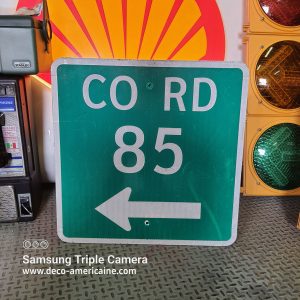 CO RD
85
Samsung Triple Camera
www.deco-americaine.com